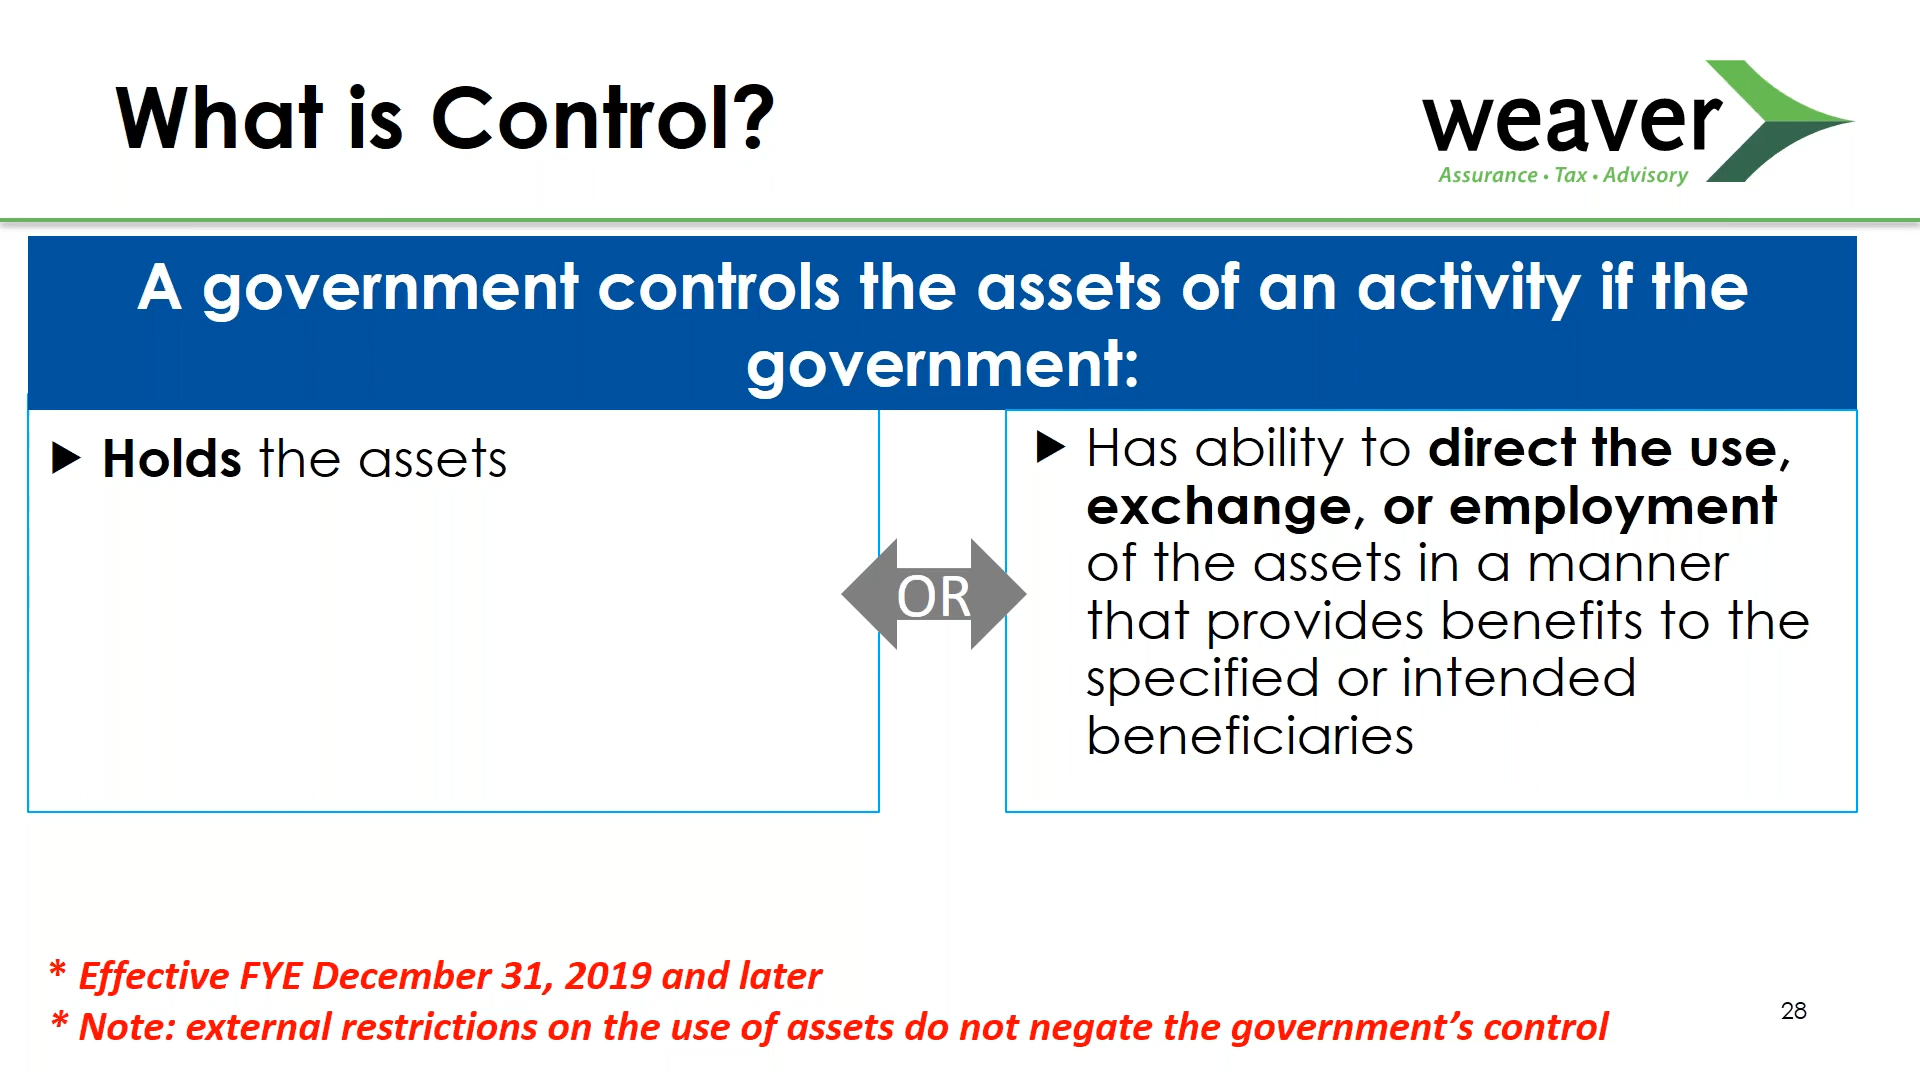 What is Control?
weaver
Assurance • Tax • Advisory
A government controls the assets of an activity if the
government:
Holds the assets
OR
Has ability to direct the use,
exchange, or employment
of the assets in a manner
that provides benefits to the
specified or intended
beneficiaries
* Effective FYE December 31, 2019 and later
* Note: external restrictions on the use of assets do not negate the government’s control
28